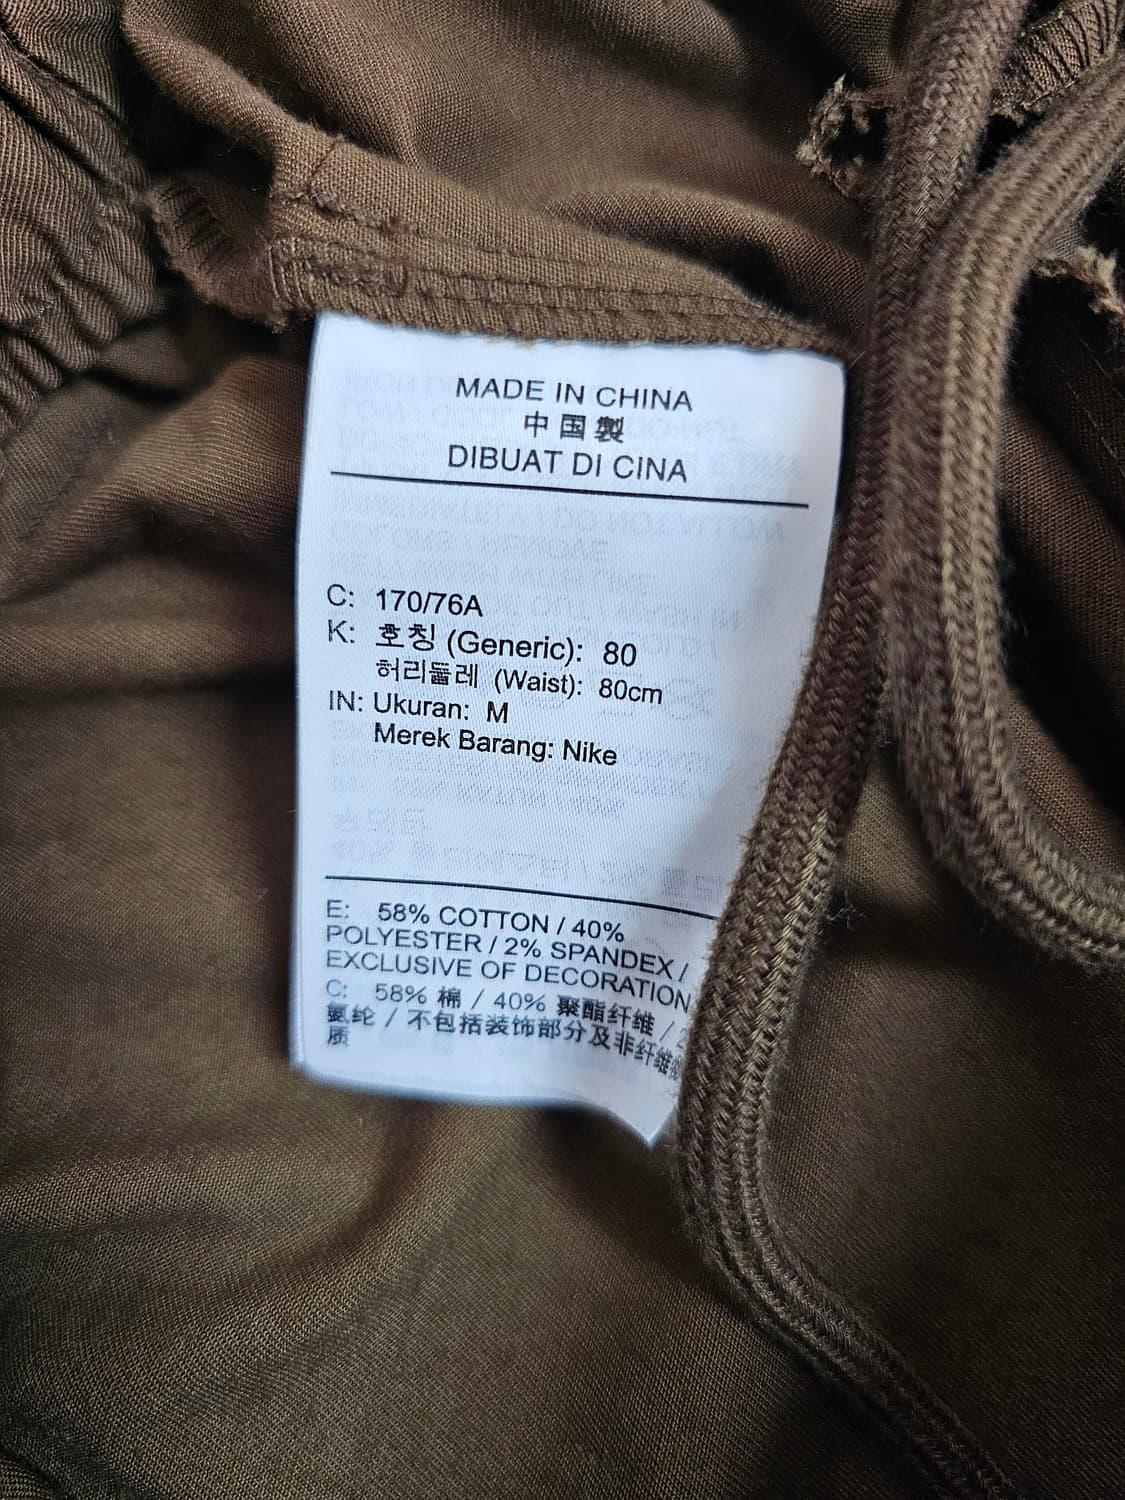 MADE IN CHINA
中国製
DIBUAT DI CINA
C: 170/76A
K: 호칭 (Generic): 80
허리둘레 (Waist): 80cm
IN: Ukuran: M
Merek Barang: Nike
E: 58% COTTON / 40%
POLYESTER / 2% SPANDEX /
EXCLUSIVE OF DECORATION
C: 58% 棉 / 40% 聚酯纤维 /
氨纶 / 不包括装饰部分及非纤维
质